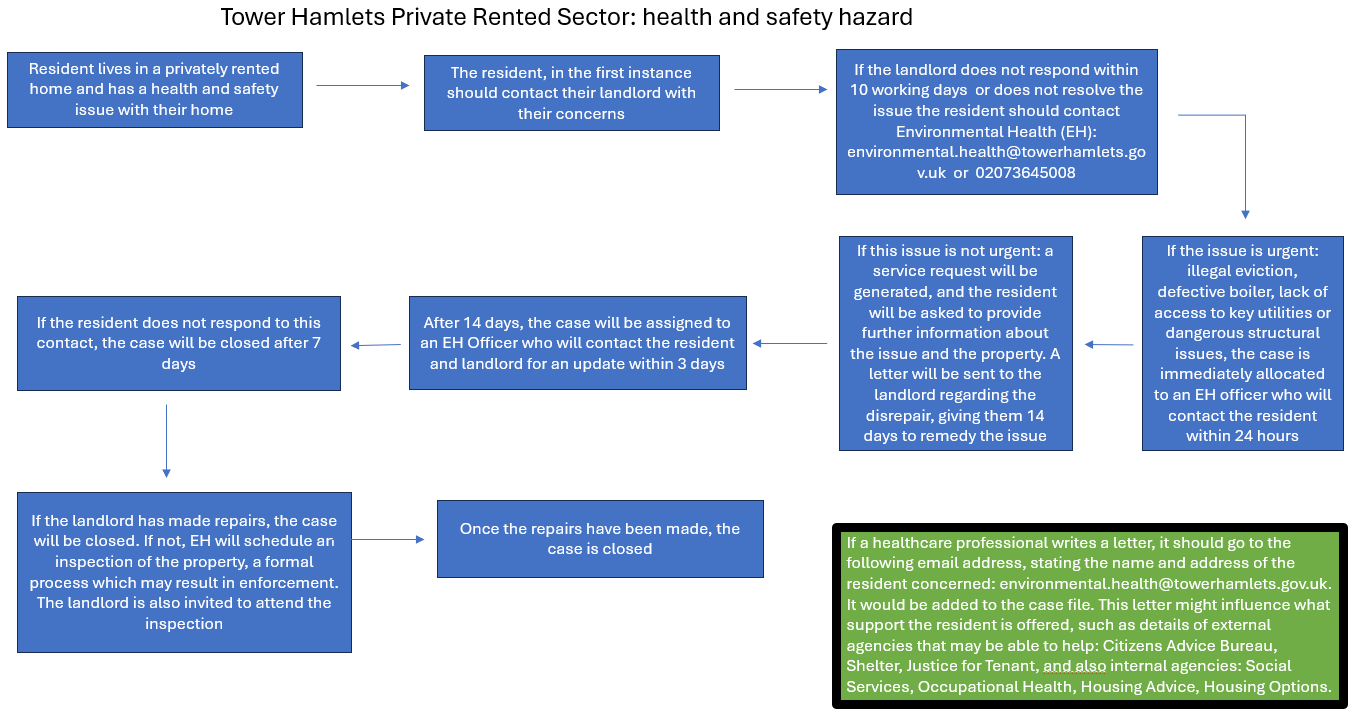 Tower Hamlets Private Rented Sector: health and safety hazard
Resident lives in a privately rented
home and has a health and safety
issue with their home
The resident, in the first instance
should contact their landlord with
their concerns
If the landlord does not respond within
10 working days or does not resolve the
issue the resident should contact
Environmental Health (EH):
environmental.health@towerhamlets.go
v.uk or 02073645008
If the issue is urgent:
illegal eviction,
defective boiler, lack of
access to key utilities or
dangerous structural
issues, the case is
immediately allocated
to an EH officer who will
contact the resident
within 24 hours
If this issue is not urgent: a
service request will be
generated, and the resident
will be asked to provide
further information about
the issue and the property. A
letter will be sent to the
landlord regarding the
disrepair, giving them 14
days to remedy the issue
After 14 days, the case will be assigned to
an EH Officer who will contact the resident
and landlord for an update within 3 days
If the resident does not respond to this
contact, the case will be closed after 7
days
If the landlord has made repairs, the case
will be closed. If not, EH will schedule an
inspection of the property, a formal
process which may result in enforcement.
The landlord is also invited to attend the
inspection
Once the repairs have been made, the
case is closed
If a healthcare professional writes a letter, it should go to the
following email address, stating the name and address of the
resident concerned: environmental.health@towerhamlets.gov.uk.
It would be added to the case file. This letter might influence what
support the resident is offered, such as details of external
agencies that may be able to help: Citizens Advice Bureau,
Shelter, Justice for Tenant, and also internal agencies: Social
Services, Occupational Health, Housing Advice, Housing Options.